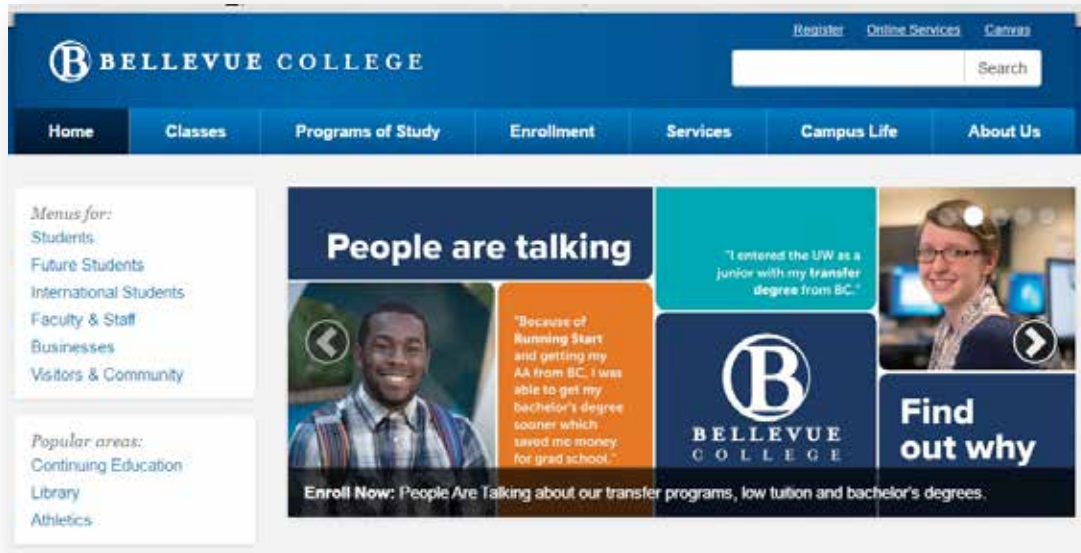 Register Online Services Canvas
B BELLEVUE COLLEGE
Search
Home Classes Programs of Study Enrollment Services Campus Life About Us
Menus for:
Students
Future Students
International Students
Faculty & Staff
Businesses
Visitors & Community
Popular areas:
Continuing Education
Library
Athletics
People are talking
"Because of
Running Start
and getting my
AA from BC, I was
able to get my
bachelor's degree
sooner which
saved me money
for grad school."
"I entered the UW as a
junior with my transfer
degree from BC."
B
BELLEVUE
COLLEGE
Find
out why
Enroll Now: People Are Talking about our transfer programs, low tuition and bachelor's degrees.